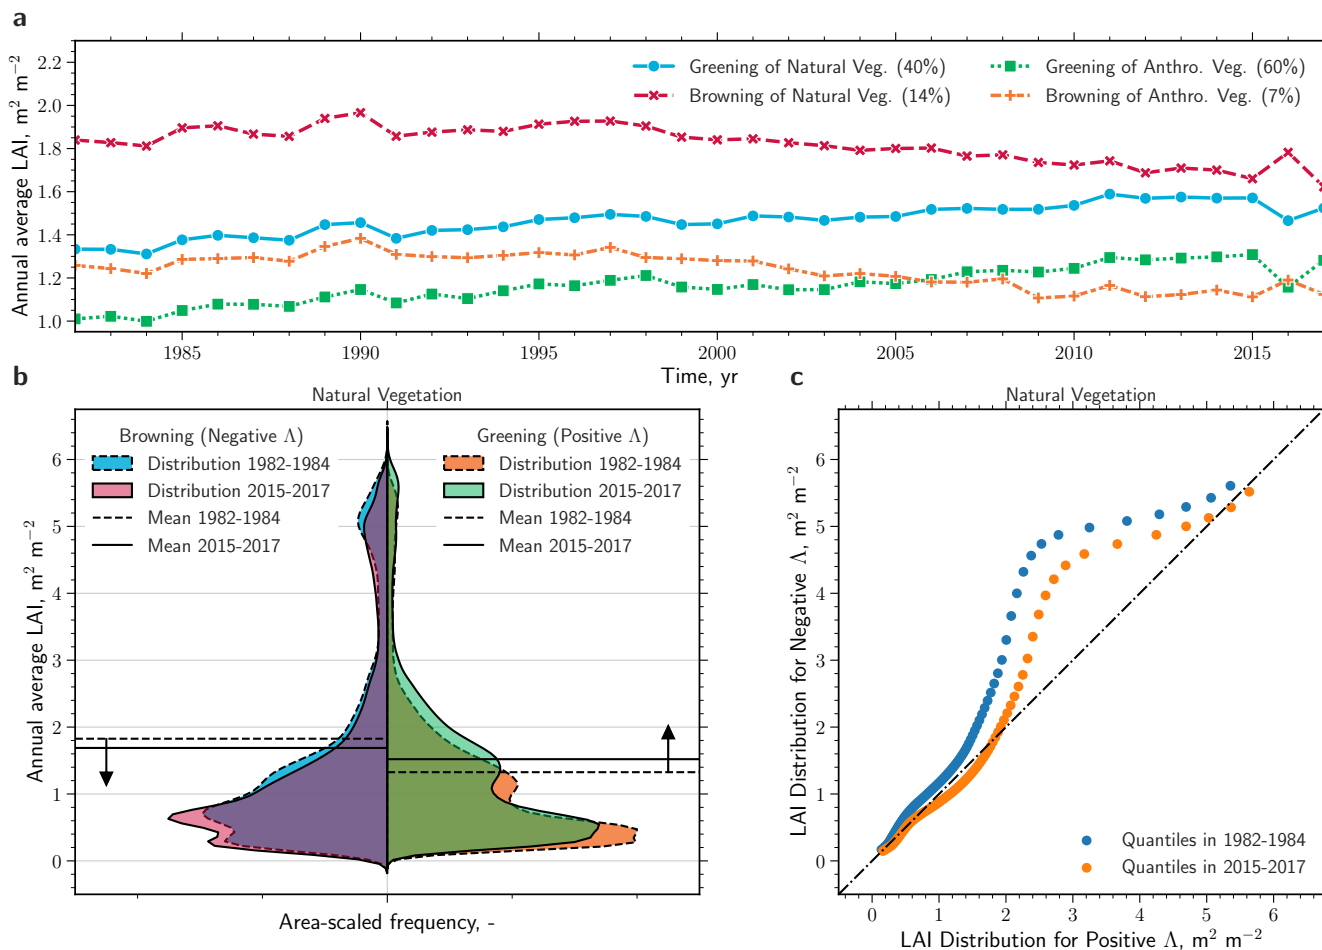 a
Annual average LAI, m² m⁻²
2.2
2.0
1.8
1.6
1.4
1.2
1.0
Greening of Natural Veg. (40%)
Browning of Natural Veg. (14%)
Greening of Anthro. Veg. (60%)
Browning of Anthro. Veg. (7%)
1985 1990 1995 2000 2005 2010 2015
Time, yr
b
Natural Vegetation
Annual average LAI, m² m⁻²
6
5
4
3
2
1
0
Browning (Negative Λ)
Distribution 1982-1984
Distribution 2015-2017
Mean 1982-1984
Mean 2015-2017
Greening (Positive Λ)
Distribution 1982-1984
Distribution 2015-2017
Mean 1982-1984
Mean 2015-2017
Area-scaled frequency, -
c
Natural Vegetation
LAI Distribution for Negative Λ, m² m⁻²
6
5
4
3
2
1
0
Quantiles in 1982-1984
Quantiles in 2015-2017
0 1 2 3 4 5 6
LAI Distribution for Positive Λ, m² m⁻²